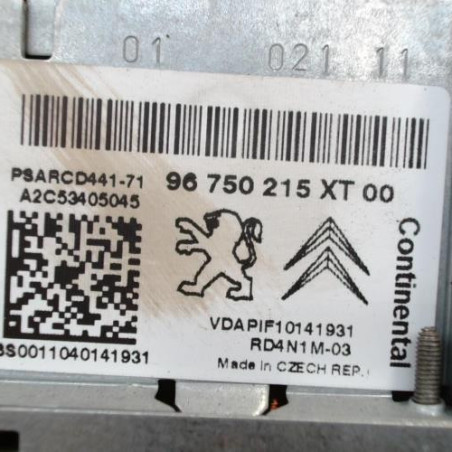 01 021 11
PSARCD441-71
A2C53405045
96 750 215 XT 00
Continental
VDAPIF10141931
RD4N1M-03
BS0011040141931
Made in CZECH REP.